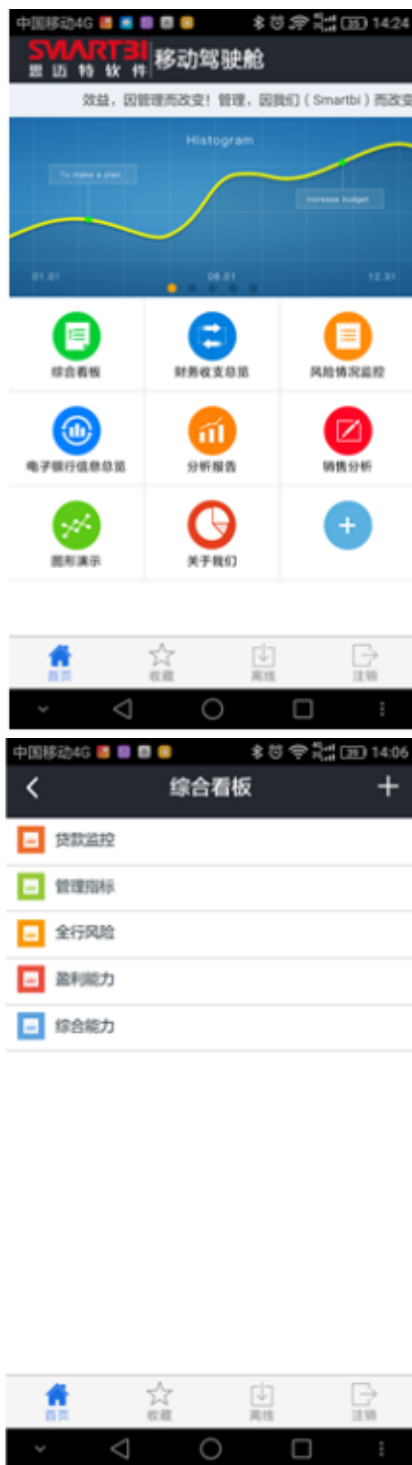 中国移动4G 35 14:24
SMARTBI
思迈特软件 移动驾驶舱
效益，因管理而改变！管理，因我们（Smartbi）而改变
Histogram
To make a plan
Increase budget
01.01 06.01 12.31
综合看板 财务收支总览 风险情况监控
电子银行信息总览 分析报告 销售分析
图形演示 关于我们
首页 收藏 离线 注销
中国移动4G 39 14:06
综合看板
贷款监控
管理指标
全行风险
盈利能力
综合能力
首页 收藏 离线 注销